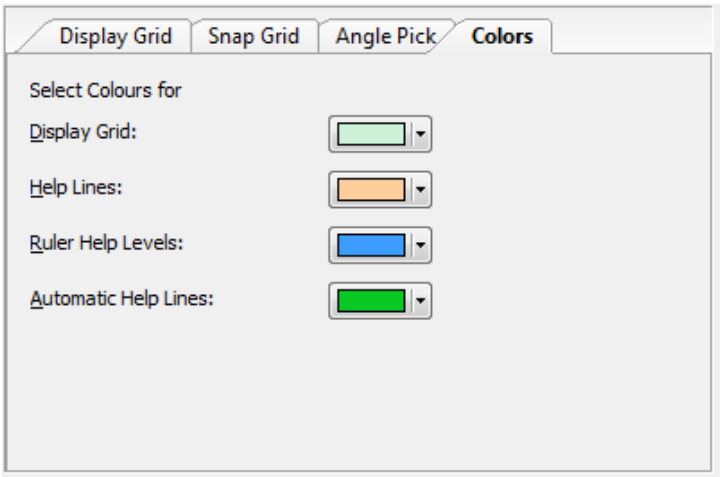 Display Grid Snap Grid Angle Pick Colors
Select Colours for
Display Grid:
Help Lines:
Ruler Help Levels:
Automatic Help Lines: